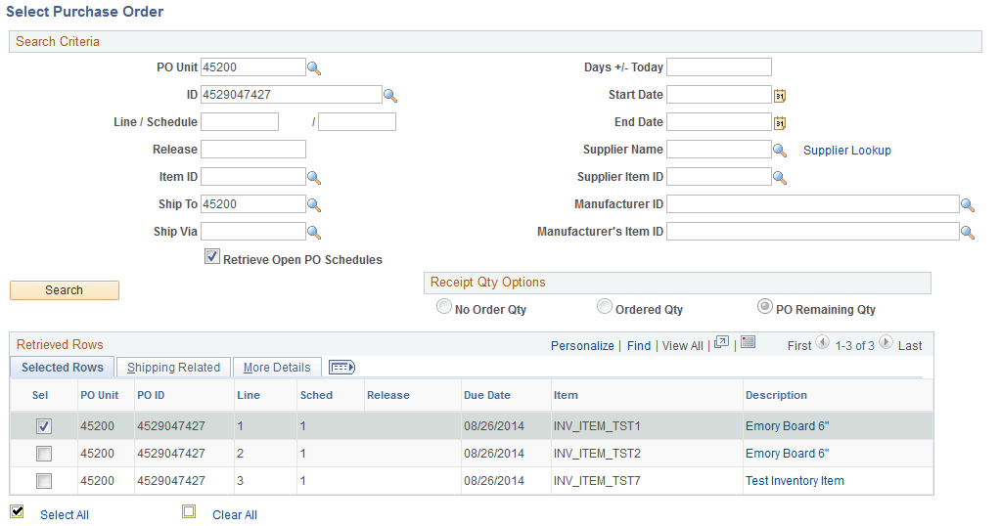 Select Purchase Order
Search Criteria
PO Unit 45200 Days +/- Today
ID 4529047427 Start Date 31
Line / Schedule / End Date 31
Release Supplier Name Supplier Lookup
Item ID Supplier Item ID
Ship To 45200 Manufacturer ID
Ship Via Manufacturer's Item ID
Retrieve Open PO Schedules
Search Receipt Qty Options
No Order Qty Ordered Qty PO Remaining Qty
Retrieved Rows Personalize | Find | View All | | First 1-3 of 3 Last
Selected Rows Shipping Related More Details
Sel PO Unit PO ID Line Sched Release Due Date Item Description
45200 4529047427 1 1 08/26/2014 INV_ITEM_TST1 Emory Board 6"
45200 4529047427 2 1 08/26/2014 INV_ITEM_TST2 Emory Board 6"
45200 4529047427 3 1 08/26/2014 INV_ITEM_TST7 Test Inventory Item
Select All Clear All